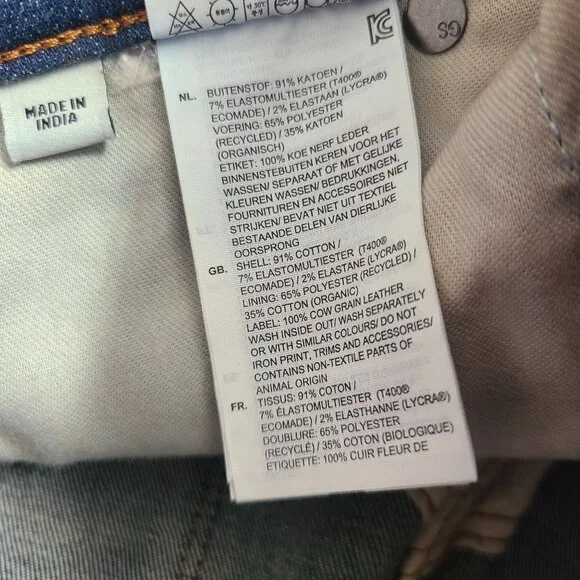 MADE IN
INDIA
GS
NL. BUITENSTOF: 91% KATOEN /
7% ELASTOMULTIESTER (T400®
ECOMADE) / 2% ELASTAAN (LYCRA®)
VOERING: 65% POLYESTER
(RECYCLED) / 35% KATOEN
(ORGANISCH)
ETIKET: 100% KOE NERF LEDER
BINNENSTEBUITEN KEREN VOOR HET
WASSEN/ SEPARAAT OF MET GELIJKE
KLEUREN WASSEN/ BEDRUKKINGEN,
FOURNITUREN EN ACCESSOIRES NIET
STRIJKEN/ BEVAT NIET UIT TEXTIEL
BESTAANDE DELEN VAN DIERLIJKE
OORSPRONG
GB. SHELL: 91% COTTON /
7% ELASTOMULTIESTER (T400®
ECOMADE) / 2% ELASTANE (LYCRA®)
LINING: 65% POLYESTER (RECYCLED) /
35% COTTON (ORGANIC)
LABEL: 100% COW GRAIN LEATHER
WASH INSIDE OUT/ WASH SEPARATELY
OR WITH SIMILAR COLOURS/ DO NOT
IRON PRINT, TRIMS AND ACCESSORIES/
CONTAINS NON-TEXTILE PARTS OF
ANIMAL ORIGIN
FR. TISSUS: 91% COTON /
7% ÉLASTOMULTIESTER (T400®
ECOMADE) / 2% ELASTHANNE (LYCRA®)
DOUBLURE: 65% POLYESTER
(RECYCLÉ) / 35% COTON (BIOLOGIQUE)
ETIQUETTE: 100% CUIR FLEUR DE